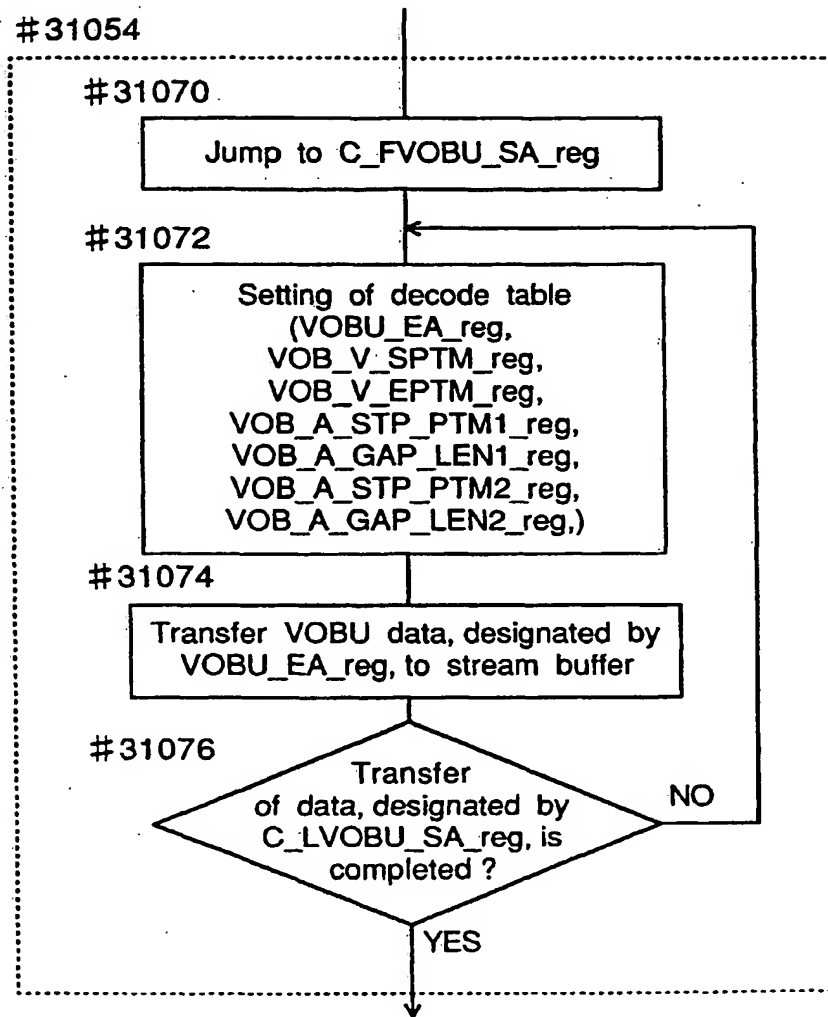 #31054
#31070
Jump to C_FVOBU_SA_reg
#31072
Setting of decode table
(VOBU_EA_reg,
VOB_V_SPTM_reg,
VOB_V_EPTM_reg,
VOB_A_STP_PTM1_reg,
VOB_A_GAP_LEN1_reg,
VOB_A_STP_PTM2_reg,
VOB_A_GAP_LEN2_reg,)
#31074
Transfer VOBU data, designated by
VOBU_EA_reg, to stream buffer
#31076
Transfer
of data, designated by
C_LVOBU_SA_reg, is
completed ?
NO
YES